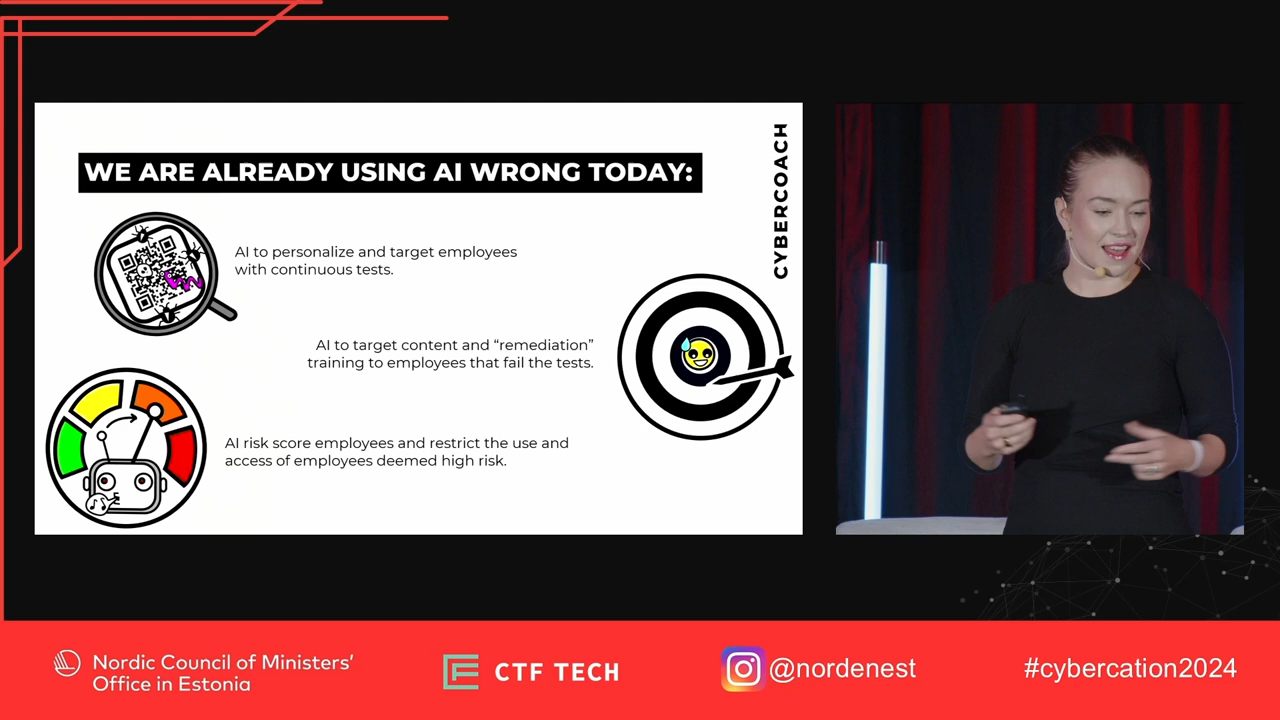 WE ARE ALREADY USING AI WRONG TODAY:
CYBERCOACH
AI to personalize and target employees
with continuous tests.
AI to target content and “remediation”
training to employees that fail the tests.
AI risk score employees and restrict the use and
access of employees deemed high risk.
Nordic Council of Ministers’
Office in Estonia
CTF TECH
@nordenest
#cybercation2024